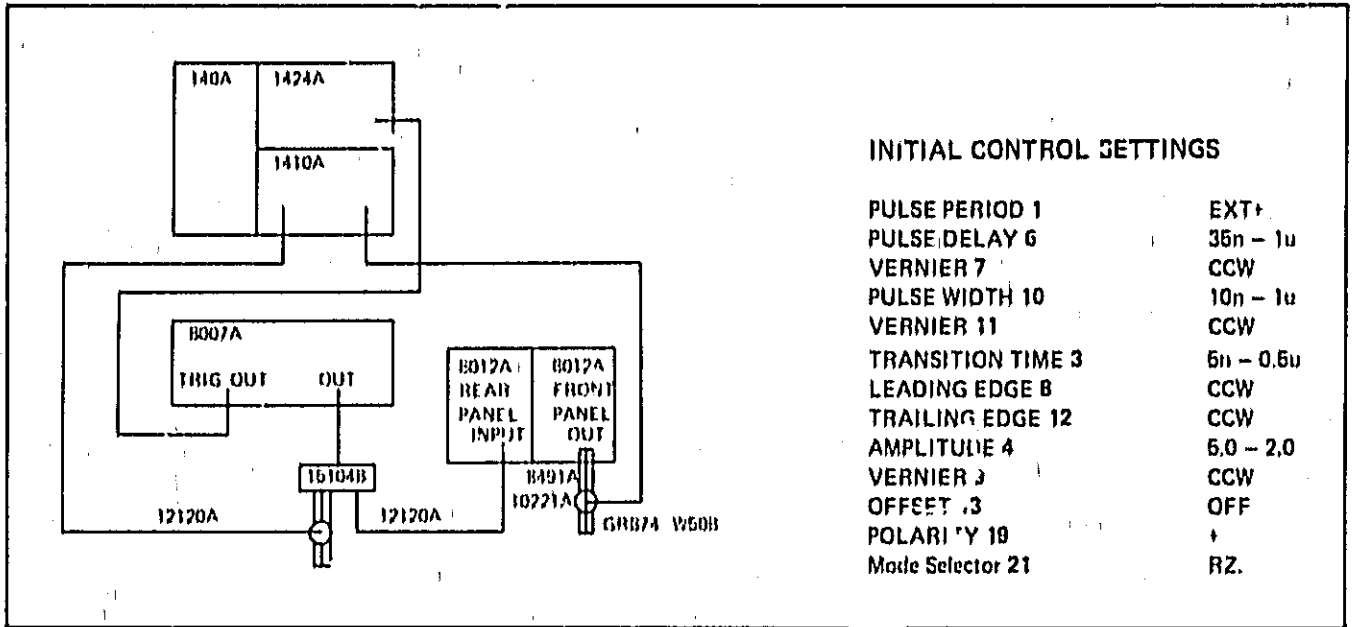 140A 1424A
1410A
8007A
TRIG OUT OUT
8012A 8012A
REAR FRONT
PANEL PANEL
INPUT OUT
15104B
8491A
10221A
12120A 12120A
GR874 W50B
INITIAL CONTROL SETTINGS
PULSE PERIOD 1 EXT+
PULSE DELAY 6 35n – 1u
VERNIER 7 CCW
PULSE WIDTH 10 10n – 1u
VERNIER 11 CCW
TRANSITION TIME 3 5n – 0.5u
LEADING EDGE 8 CCW
TRAILING EDGE 12 CCW
AMPLITUDE 4 5.0 – 2.0
VERNIER CCW
OFFSET OFF
POLARITY 19 +
Mode Selector 21 RZ.